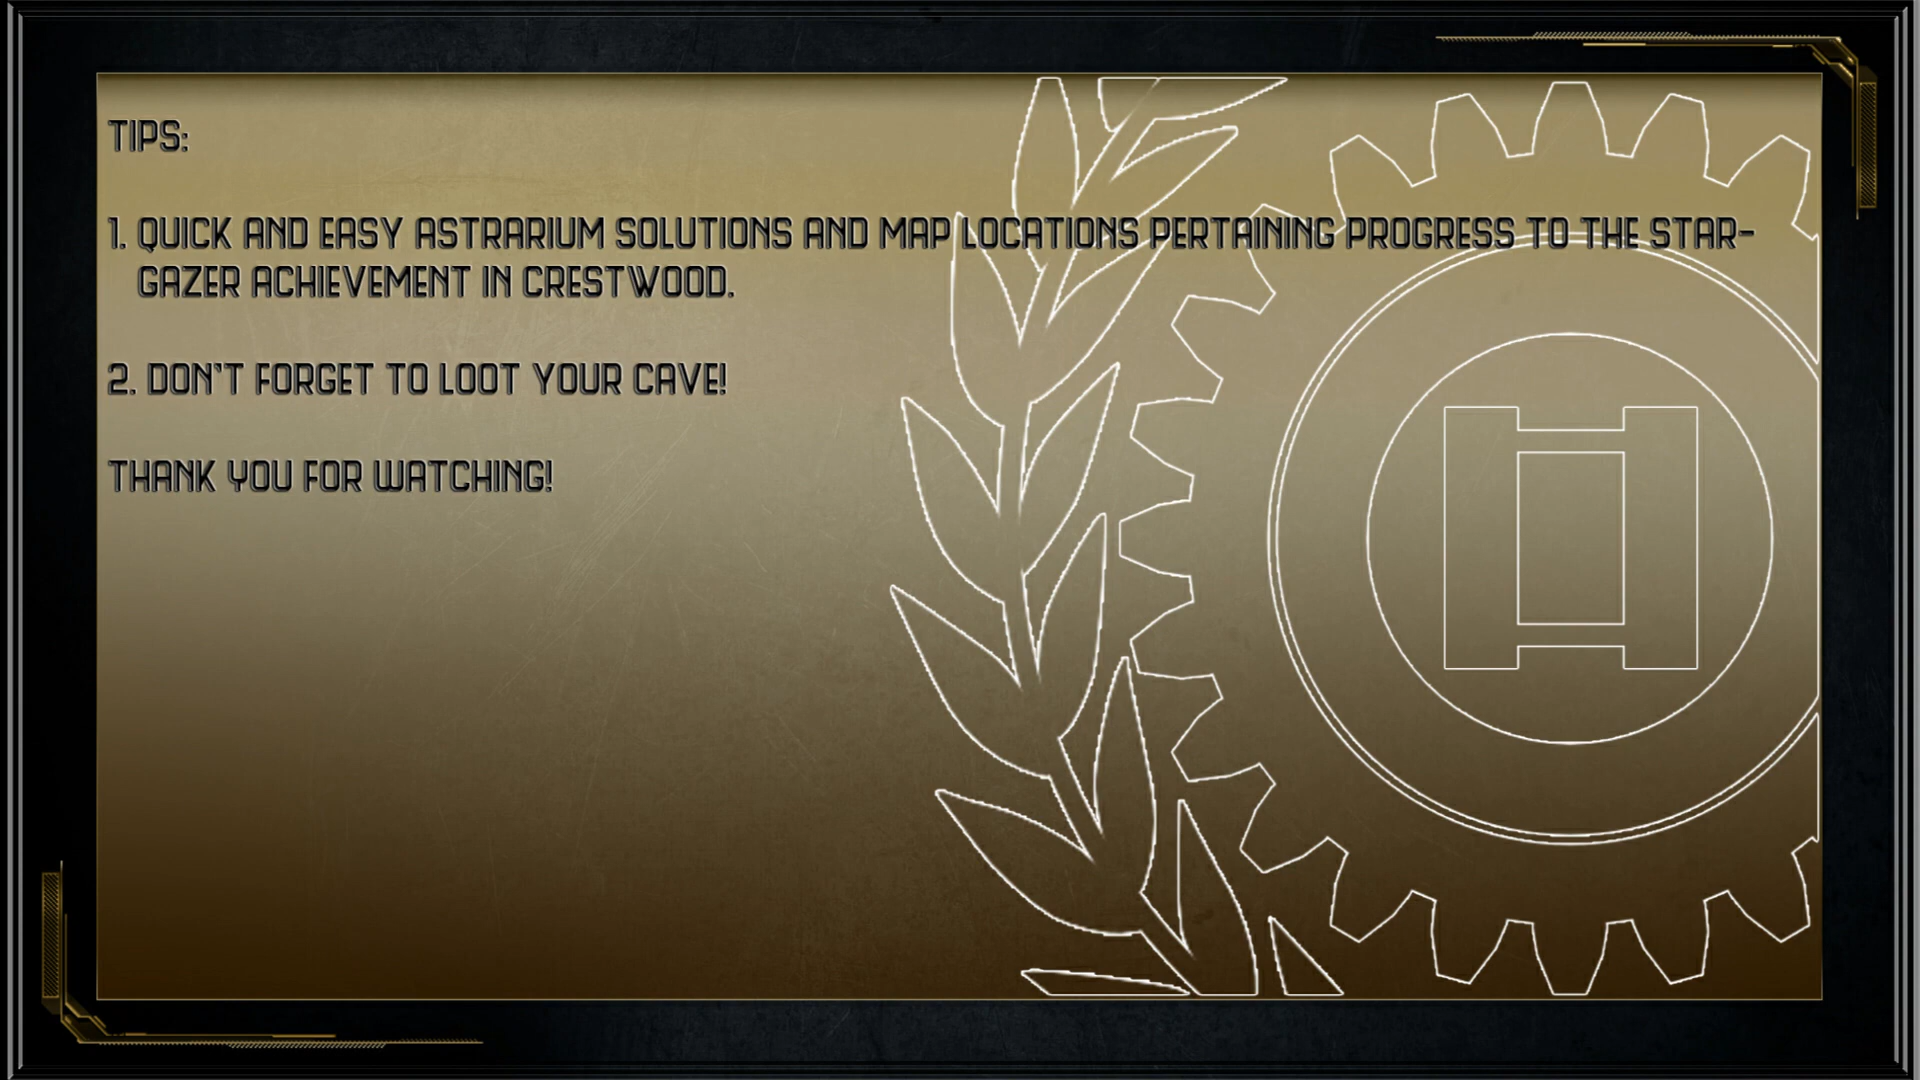 TIPS:
1. QUICK AND EASY ASTRARIUM SOLUTIONS AND MAP LOCATIONS PERTAINING PROGRESS TO THE STAR-
GAZER ACHIEVEMENT IN CRESTWOOD.
2. DON'T FORGET TO LOOT YOUR CAVE!
THANK YOU FOR WATCHING!